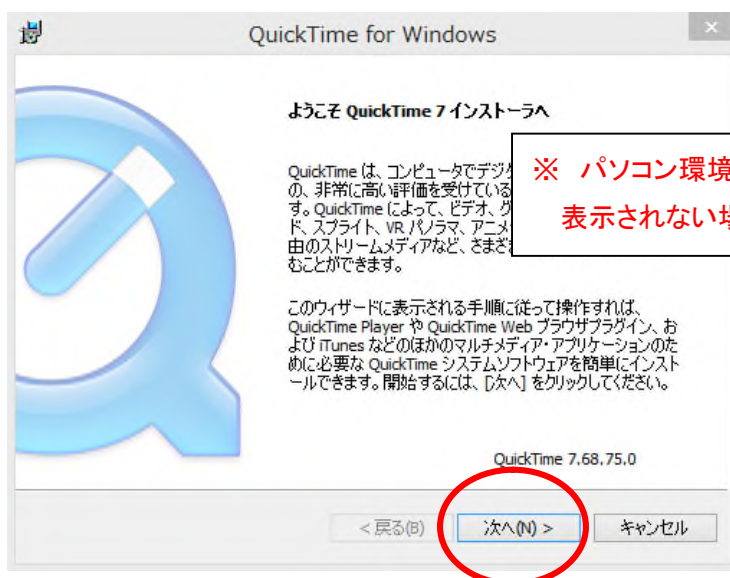 QuickTime for Windows
ようこそ QuickTime 7 インストーラへ
QuickTime は、コンピュータでデジ
の、非常に高い評価を受けている
す。QuickTime によって、ビデオ、グ
ド、スプライト、VR パノラマ、アニメ
由のストリームメディアなど、さまざ
むことができます。
※ パソコン環境
表示されない場
このウィザードに表示される手順に従って操作すれば、
QuickTime Player や QuickTime Web ブラウザプラグイン、お
よび iTunes などのほかのマルチメディア・アプリケーションのた
めに必要な QuickTime システムソフトウェアを簡単にインスト
ールできます。開始するには、[次へ] をクリックしてください。
QuickTime 7.68.75.0
< 戻る(B)
次へ(N) >
キャンセル